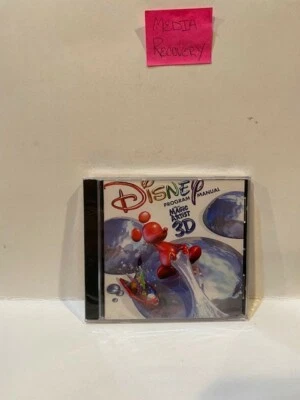 MEDIA
RECOVERY
DISNEY
PROGRAM MANUAL
MAGIC
ARTIST
3D